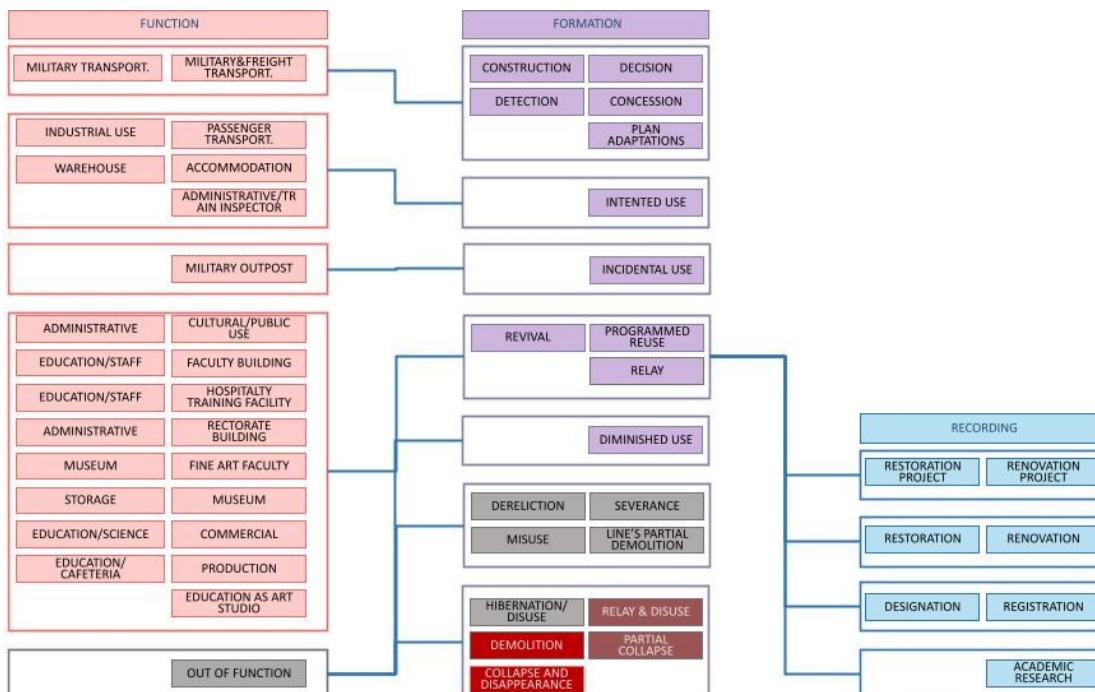 FUNCTION
MILITARY TRANSPORT.
MILITARY&FREIGHT
TRANSPORT.
INDUSTRIAL USE
PASSENGER
TRANSPORT.
WAREHOUSE
ACCOMMODATION
ADMINISTRATIVE/TR
AIN INSPECTOR
MILITARY OUTPOST
ADMINISTRATIVE
CULTURAL/PUBLIC
USE
EDUCATION/STAFF
FACULTY BUILDING
EDUCATION/STAFF
HOSPITALTY
TRAINING FACILITY
ADMINISTRATIVE
RECTORATE
BUILDING
MUSEUM
FINE ART FACULTY
STORAGE
MUSEUM
EDUCATION/SCIENCE
COMMERCIAL
EDUCATION/
CAFETERIA
PRODUCTION
EDUCATION AS ART
STUDIO
OUT OF FUNCTION
FORMATION
CONSTRUCTION
DECISION
DETECTION
CONCESSION
PLAN
ADAPTATIONS
INTENTED USE
INCIDENTAL USE
REVIVAL
PROGRAMMED
REUSE
RELAY
DIMINISHED USE
DERELICTION
SEVERANCE
MISUSE
LINE'S PARTIAL
DEMOLITION
HIBERNATION/
DISUSE
RELAY & DISUSE
DEMOLITION
PARTIAL
COLLAPSE
COLLAPSE AND
DISAPPEARANCE
RECORDING
RESTORATION
PROJECT
RENOVATION
PROJECT
RESTORATION
RENOVATION
DESIGNATION
REGISTRATION
ACADEMIC
RESEARCH